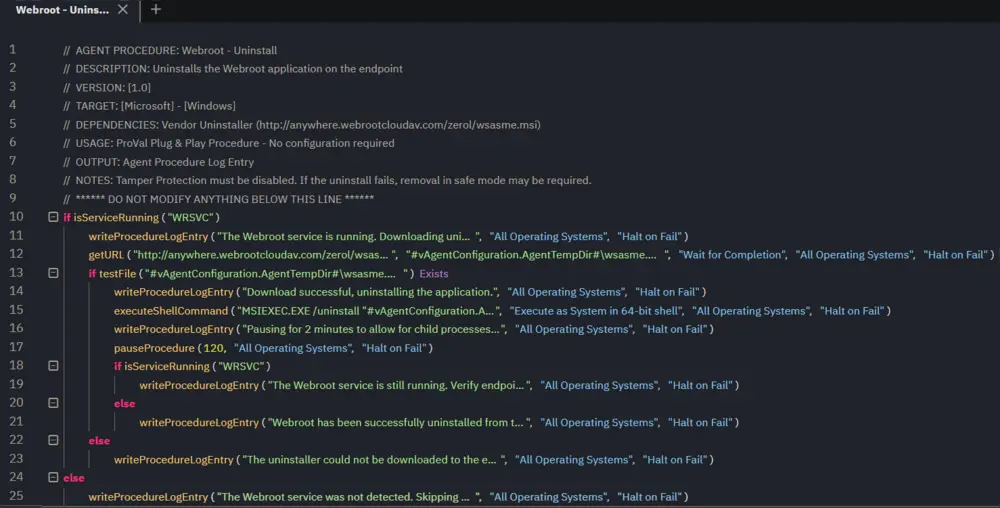 Webroot - Unins...
1 // AGENT PROCEDURE: Webroot - Uninstall
2 // DESCRIPTION: Uninstalls the Webroot application on the endpoint
3 // VERSION: [1.0]
4 // TARGET: [Microsoft] - [Windows]
5 // DEPENDENCIES: Vendor Uninstaller (http://anywhere.webrootcloudav.com/zerol/wsasme.msi)
6 // USAGE: ProVal Plug & Play Procedure - No configuration required
7 // OUTPUT: Agent Procedure Log Entry
8 // NOTES: Tamper Protection must be disabled. If the uninstall fails, removal in safe mode may be required.
9 // ****** DO NOT MODIFY ANYTHING BELOW THIS LINE ******
10 if isServiceRunning ("WRSVC")
11 writeProcedureLogEntry ("The Webroot service is running. Downloading uni... ", "All Operating Systems", "Halt on Fail")
12 getURL ("http://anywhere.webrootcloudav.com/zerol/wsas... ", "#vAgentConfiguration.AgentTempDir#\wsasme.... ", "Wait for Completion", "All Operating Systems", "Halt on Fail")
13 if testFile ("#vAgentConfiguration.AgentTempDir#\wsasme.... ") Exists
14 writeProcedureLogEntry ("Download successful, uninstalling the application.", "All Operating Systems", "Halt on Fail")
15 executeShellCommand ("MSIEXEC.EXE /uninstall "#vAgentConfiguration.A... ", "Execute as System in 64-bit shell", "All Operating Systems", "Halt on Fail")
16 writeProcedureLogEntry ("Pausing for 2 minutes to allow for child processes... ", "All Operating Systems", "Halt on Fail")
17 pauseProcedure (120, "All Operating Systems", "Halt on Fail")
18 if isServiceRunning ("WRSVC")
19 writeProcedureLogEntry ("The Webroot service is still running. Verify endpoi... ", "All Operating Systems", "Halt on Fail")
20 else
21 writeProcedureLogEntry ("Webroot has been successfully uninstalled from t... ", "All Operating Systems", "Halt on Fail")
22 else
23 writeProcedureLogEntry ("The uninstaller could not be downloaded to the e... ", "All Operating Systems", "Halt on Fail")
24 else
25 writeProcedureLogEntry ("The Webroot service was not detected. Skipping ... ", "All Operating Systems", "Halt on Fail")